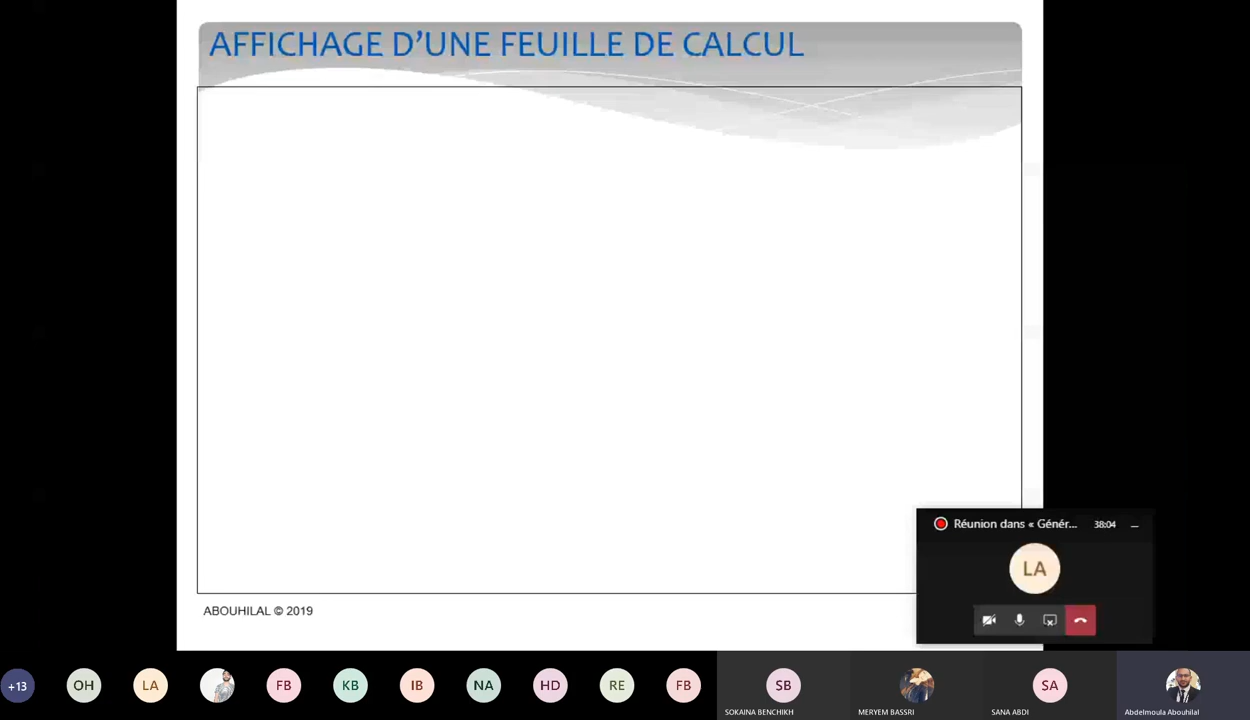 AFFICHAGE D'UNE FEUILLE DE CALCUL
Réunion dans « Génér...
38:04
LA
ABOUHILAL © 2019
+13
OH
LA
FB
KB
IB
NA
HD
RE
FB
SB
SOKAINA BENCHIKH
MERYEM BASSRI
SA
SANA ABDI
Abdelmoula Abouhilal